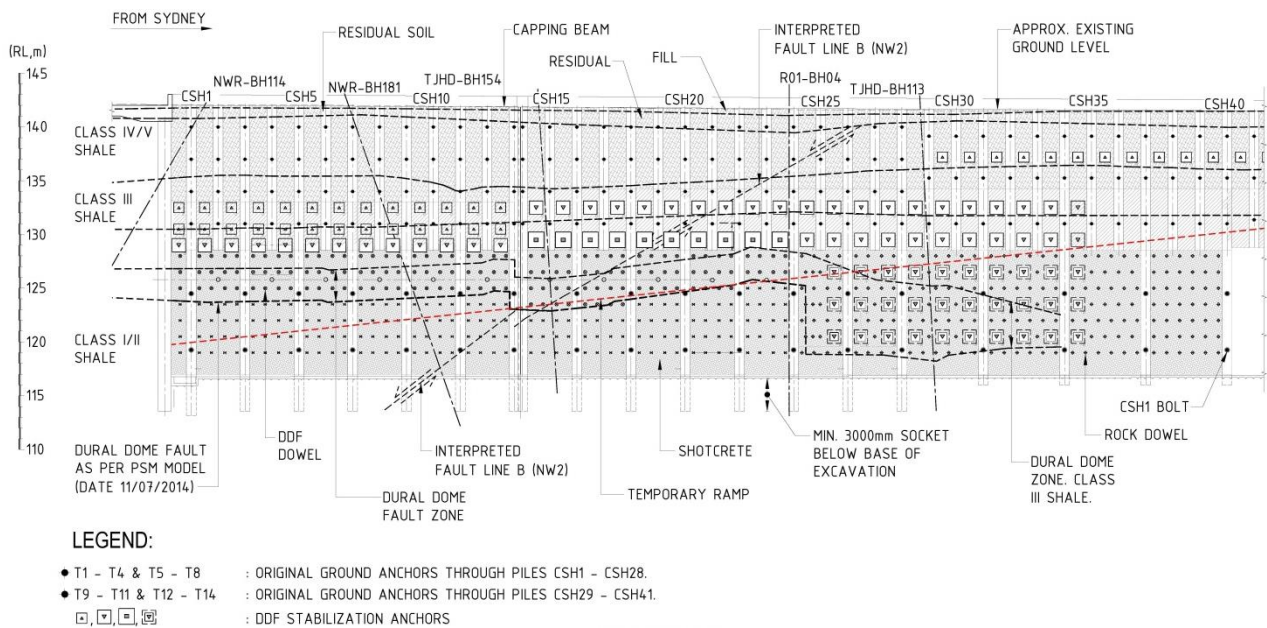 FROM SYDNEY
RESIDUAL SOIL
CAPPING BEAM
INTERPRETED
FAULT LINE B (NW2)
APPROX. EXISTING
GROUND LEVEL
(RL,m)
RESIDUAL
FILL
NWR-BH114
NWR-BH181
TJHD-BH154
R01-BH04
TJHD-BH113
CSH1
CSH5
CSH10
CSH15
CSH20
CSH25
CSH30
CSH35
CSH40
145
140
135
130
125
120
115
110
CLASS IV/V
SHALE
CLASS III
SHALE
CLASS I/II
SHALE
DURAL DOME FAULT
AS PER PSM MODEL
(DATE 11/07/2014)
DDF
DOWEL
DURAL DOME
FAULT ZONE
INTERPRETED
FAULT LINE B (NW2)
TEMPORARY RAMP
SHOTCRETE
MIN. 3000mm SOCKET
BELOW BASE OF
EXCAVATION
DURAL DOME
ZONE. CLASS
III SHALE.
ROCK DOWEL
CSH1 BOLT
LEGEND:
T1 - T4 & T5 - T8 : ORIGINAL GROUND ANCHORS THROUGH PILES CSH1 - CSH28.
T9 - T11 & T12 - T14 : ORIGINAL GROUND ANCHORS THROUGH PILES CSH29 - CSH41.
: DDF STABILIZATION ANCHORS